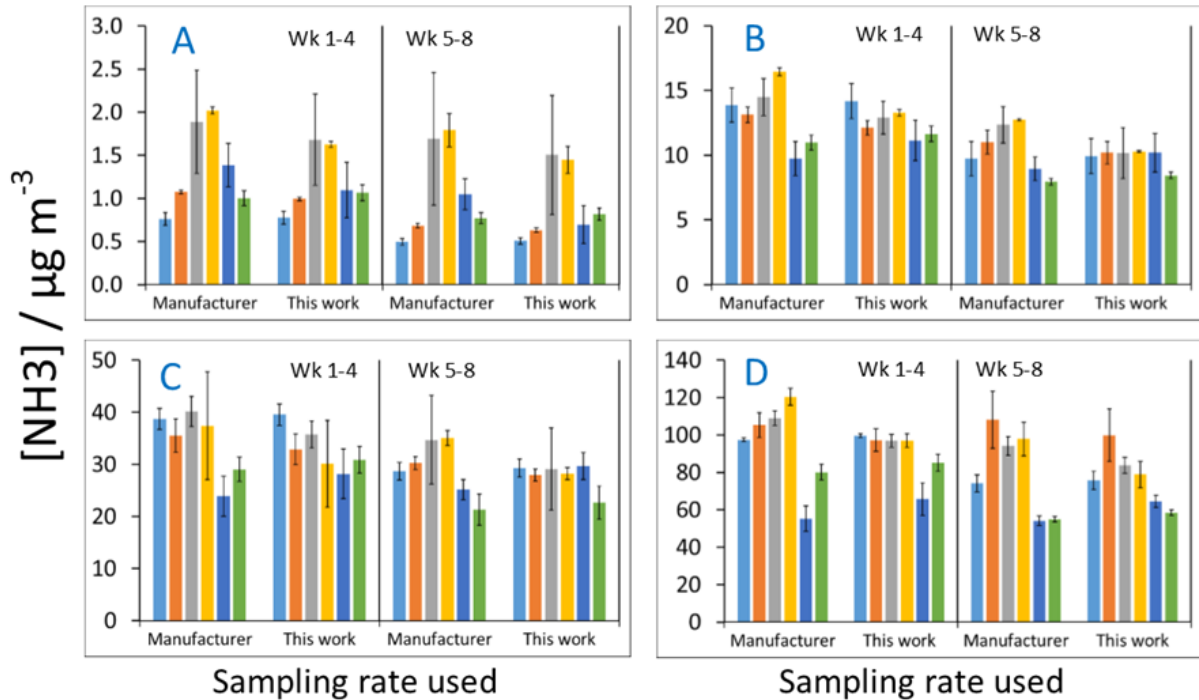 [NH3] / µg m⁻³
A
Wk 1-4
Wk 5-8
3.0
2.5
2.0
1.5
1.0
0.5
0.0
Manufacturer
This work
Manufacturer
This work
B
Wk 1-4
Wk 5-8
20
15
10
5
0
Manufacturer
This work
Manufacturer
This work
C
Wk 1-4
Wk 5-8
50
40
30
20
10
0
Manufacturer
This work
Manufacturer
This work
D
Wk 1-4
Wk 5-8
140
120
100
80
60
40
20
0
Manufacturer
This work
Manufacturer
This work
Sampling rate used
Sampling rate used